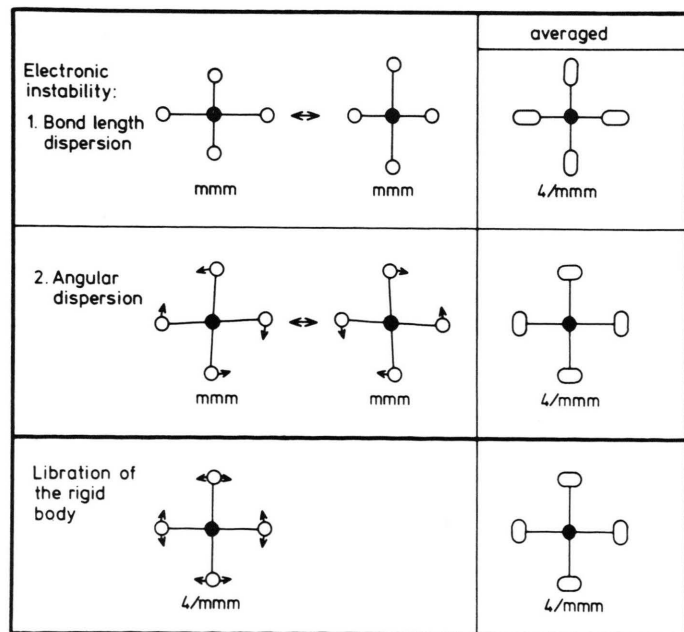 averaged
Electronic
instability:
1. Bond length
dispersion
mmm
mmm
4/mmm
2. Angular
dispersion
mmm
mmm
4/mmm
Libration of
the rigid
body
4/mmm
4/mmm